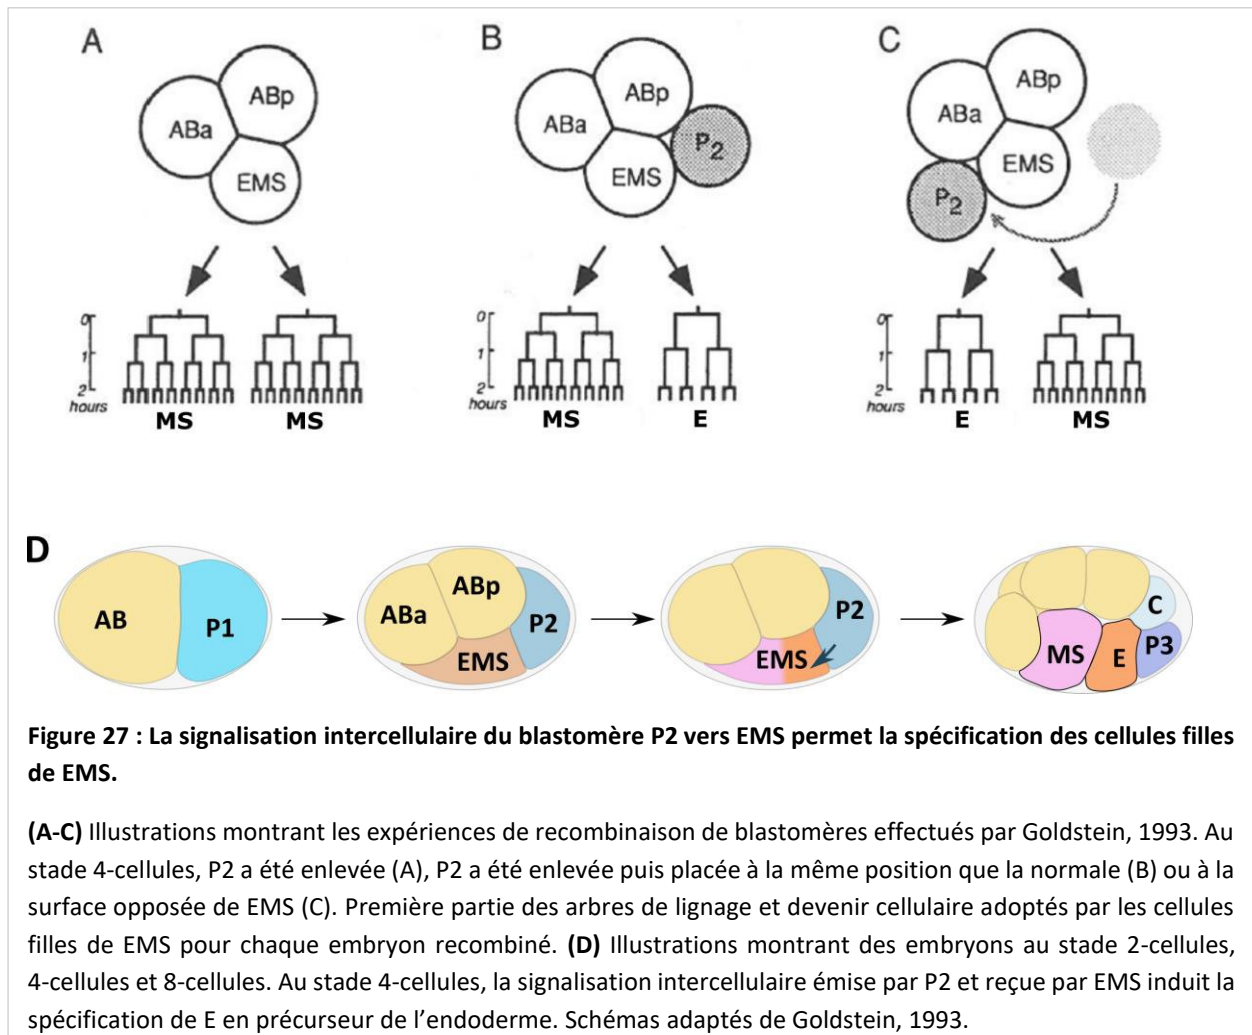 A
B
C
ABp
ABa
EMS
ABp
ABa
P2
EMS
ABp
ABa
EMS
P2
0
1
2
hours
MS
MS
0
1
2
hours
MS
E
0
1
2
hours
E
MS
D
AB
P1
ABp
ABa
P2
EMS
P2
EMS
C
MS
E
P3
Figure 27 : La signalisation intercellulaire du blastomère P2 vers EMS permet la spécification des cellules filles
de EMS.
(A-C) Illustrations montrant les expériences de recombinaison de blastomères effectués par Goldstein, 1993. Au
stade 4-cellules, P2 a été enlevée (A), P2 a été enlevée puis placée à la même position que la normale (B) ou à la
surface opposée de EMS (C). Première partie des arbres de lignage et devenir cellulaire adoptés par les cellules
filles de EMS pour chaque embryon recombiné. (D) Illustrations montrant des embryons au stade 2-cellules,
4-cellules et 8-cellules. Au stade 4-cellules, la signalisation intercellulaire émise par P2 et reçue par EMS induit la
spécification de E en précurseur de l'endoderme. Schémas adaptés de Goldstein, 1993.